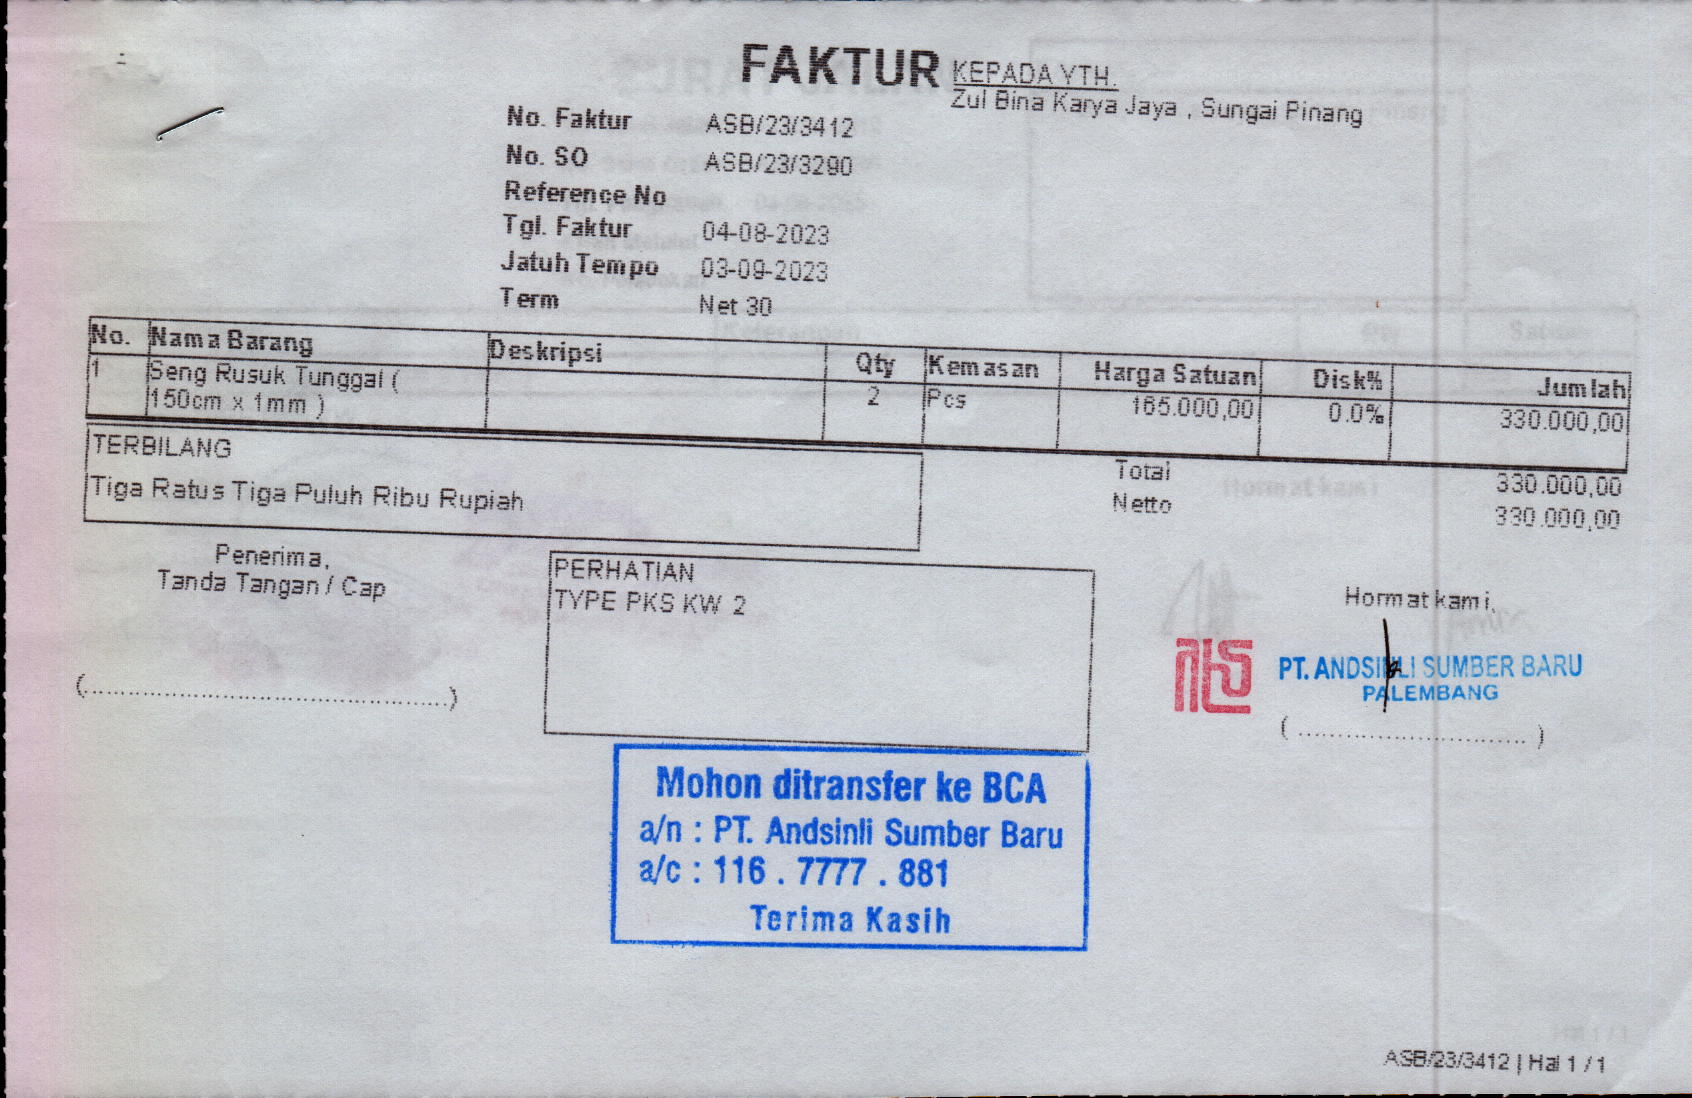 FAKTUR
KEPADA YTH.
Zul Bina Karya Jaya , Sungai Pinang
No. Faktur ASB/23/3412
No. SO ASB/23/3290
Reference No
Tgl. Faktur 04-08-2023
Jatuh Tempo 03-09-2023
Term Net 30
No. Nama Barang Deskripsi Qty Kemasan Harga Satuan Disk% Jumlah
1 Seng Rusuk Tunggal ( 2 Pcs 165.000,00 0.0% 330.000,00
150cm x 1mm )
TERBILANG
Tiga Ratus Tiga Puluh Ribu Rupiah
Total 330.000,00
Netto 330.000,00
Penerima,
Tanda Tangan / Cap
(..................................................)
PERHATIAN
TYPE PKS KW 2
Hormat kami,
PT. ANDSINLI SUMBER BARU
PALEMBANG
( ............................. )
Mohon ditransfer ke BCA
a/n : PT. Andsinli Sumber Baru
a/c : 116 . 7777 . 881
Terima Kasih
ASB/23/3412 | Hal 1 / 1